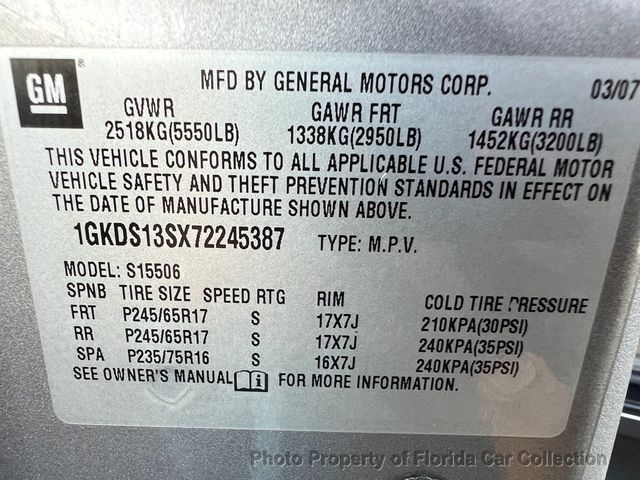 GM
®
MFD BY GENERAL MOTORS CORP. 03/07
GVWR GAWR FRT GAWR RR
2518KG(5550LB) 1338KG(2950LB) 1452KG(3200LB)
THIS VEHICLE CONFORMS TO ALL APPLICABLE U.S. FEDERAL MOTOR
VEHICLE SAFETY AND THEFT PREVENTION STANDARDS IN EFFECT ON
THE DATE OF MANUFACTURE SHOWN ABOVE.
1GKDS13SX72245387 TYPE: M.P.V.
MODEL: S15506
SPNB TIRE SIZE SPEED RTG RIM COLD TIRE PRESSURE
FRT P245/65R17 S 17X7J 210KPA(30PSI)
RR P245/65R17 S 17X7J 240KPA(35PSI)
SPA P235/75R16 S 16X7J 240KPA(35PSI)
SEE OWNER'S MANUAL i FOR MORE INFORMATION.
Photo Property of Florida Car Collection